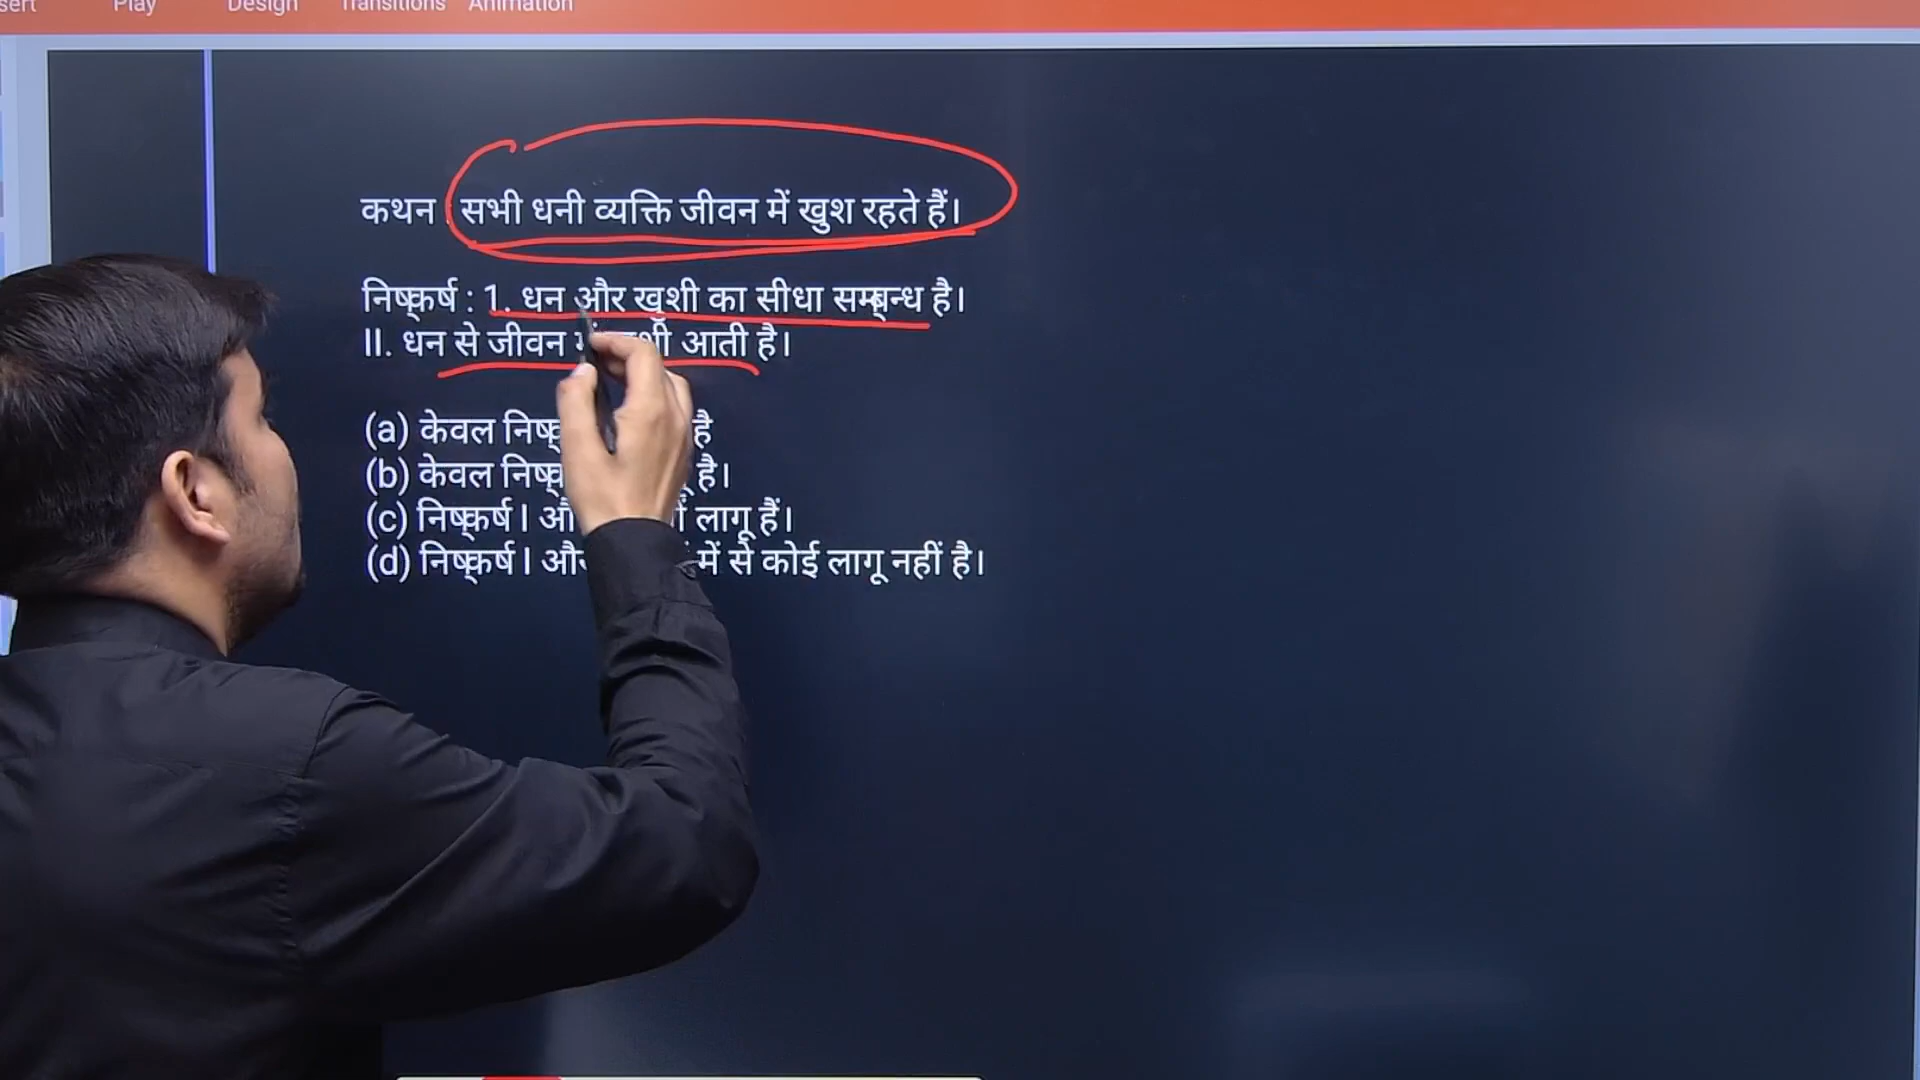 Play Design Transitions Animation
कथन : सभी धनी व्यक्ति जीवन में खुश रहते हैं।
निष्कर्ष : 1. धन और खुशी का सीधा सम्बन्ध है।
II. धन से जीवन आती है।
(a) केवल है
(b) केवल है।
(c) निष्कर्ष I लागू हैं।
(d) निष्कर्ष I में से कोई लागू नहीं है।